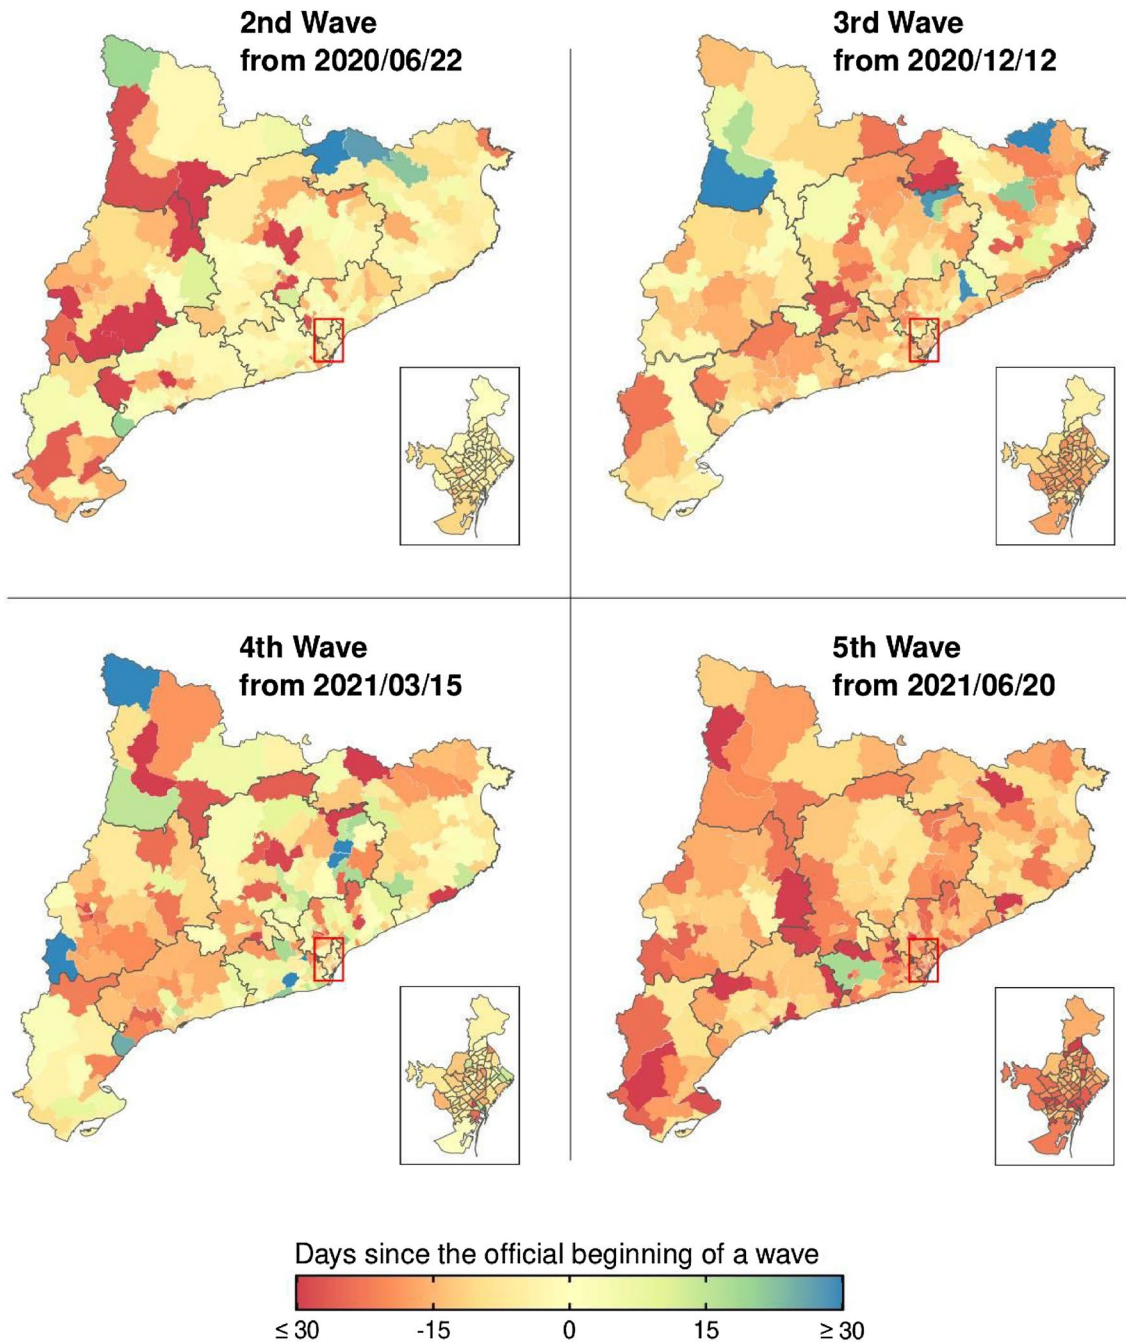 2nd Wave
from 2020/06/22
3rd Wave
from 2020/12/12
4th Wave
from 2021/03/15
5th Wave
from 2021/06/20
Days since the official beginning of a wave
≤ 30 -15 0 15 ≥ 30